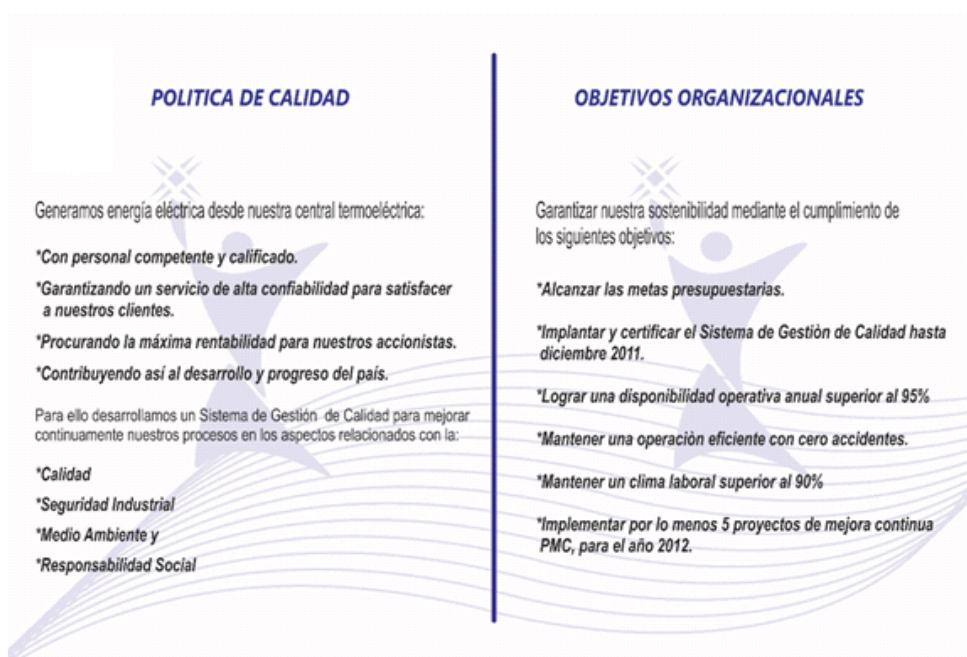 POLITICA DE CALIDAD
Generamos energía eléctrica desde nuestra central termoeléctrica:
*Con personal competente y calificado.
*Garantizando un servicio de alta confiabilidad para satisfacer
a nuestros clientes.
*Procurando la máxima rentabilidad para nuestros accionistas.
*Contribuyendo así al desarrollo y progreso del país.
Para ello desarrollamos un Sistema de Gestión de Calidad para mejorar
continuamente nuestros procesos en los aspectos relacionados con la:
*Calidad
*Seguridad Industrial
*Medio Ambiente y
*Responsabilidad Social
OBJETIVOS ORGANIZACIONALES
Garantizar nuestra sostenibilidad mediante el cumplimiento de
los siguientes objetivos:
*Alcanzar las metas presupuestarias.
*Implantar y certificar el Sistema de Gestiòn de Calidad hasta
diciembre 2011.
*Lograr una disponibilidad operativa anual superior al 95%
*Mantener una operaciòn eficiente con cero accidentes.
*Mantener un clima laboral superior al 90%
*Implementar por lo menos 5 proyectos de mejora continua
PMC, para el año 2012.